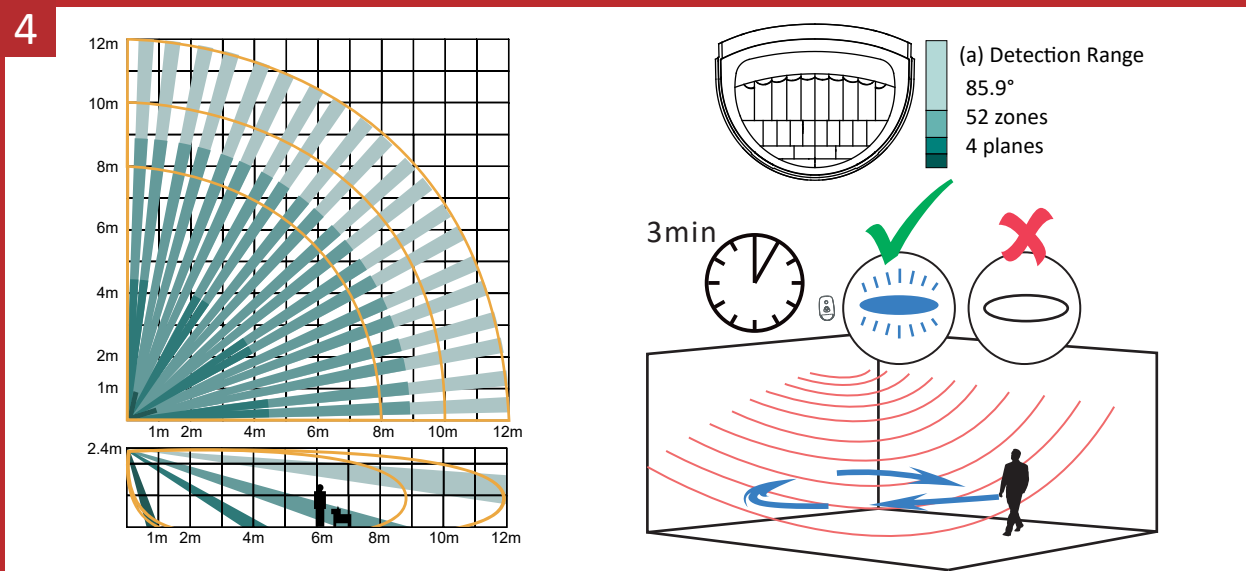 4
12m
10m
8m
6m
4m
2m
1m
1m 2m 4m 6m 8m 10m 12m
2.4m
1m 2m 4m 6m 8m 10m 12m
(a) Detection Range
85.9°
52 zones
4 planes
3min